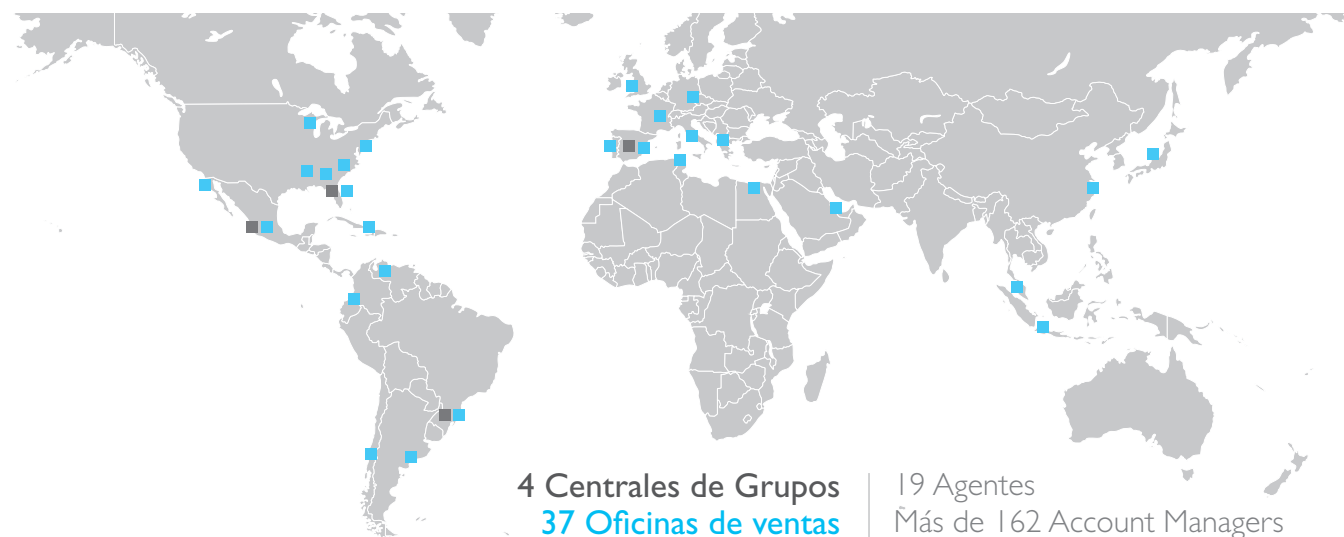 4 Centrales de Grupos
37 Oficinas de ventas
19 Agentes
Más de 162 Account Managers